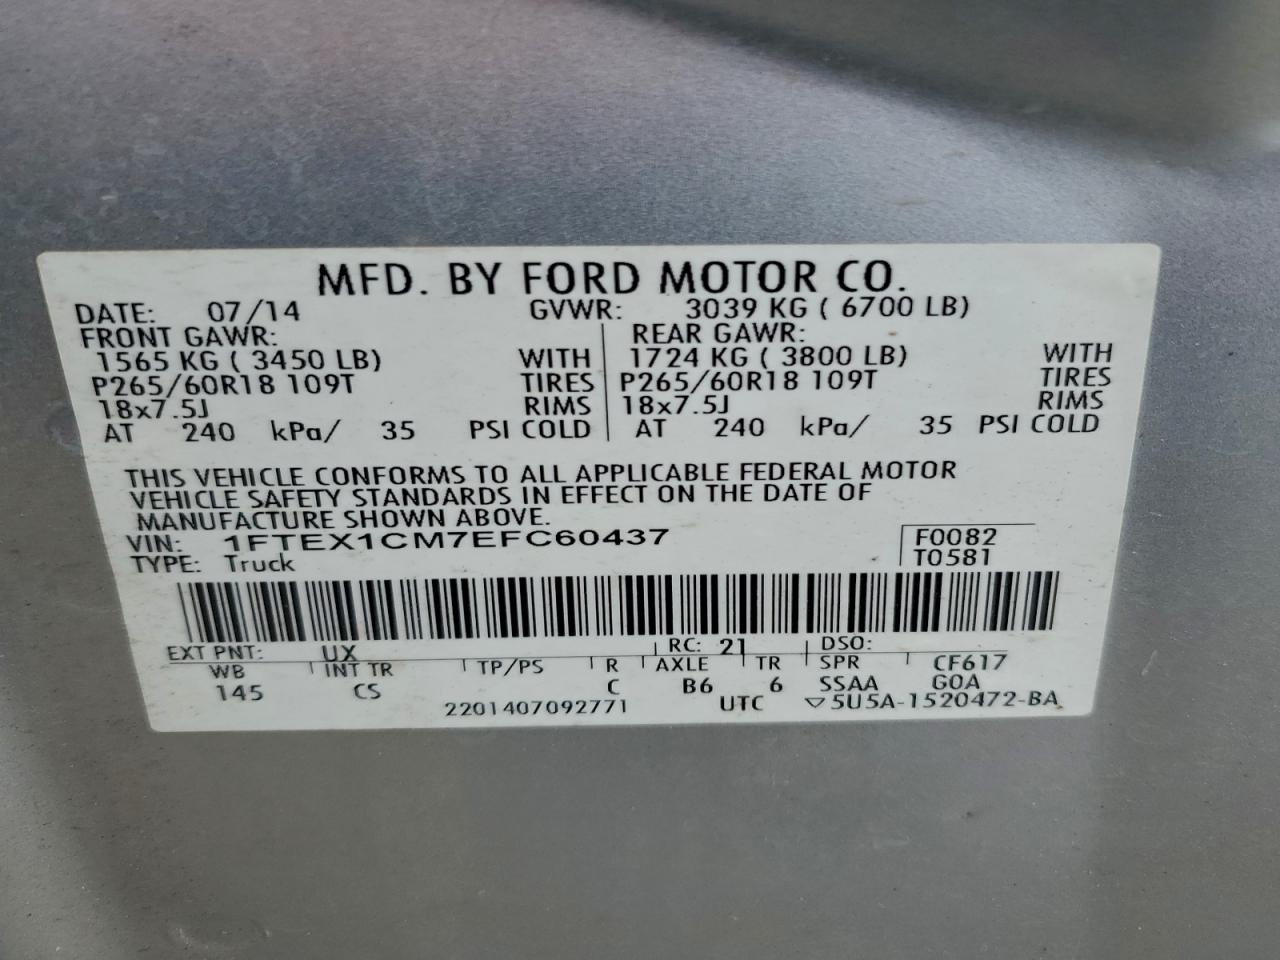 MFD. BY FORD MOTOR CO.
DATE: 07/14 GVWR: 3039 KG ( 6700 LB)
FRONT GAWR: REAR GAWR:
1565 KG ( 3450 LB) WITH 1724 KG ( 3800 LB) WITH
P265/60R18 109T TIRES P265/60R18 109T TIRES
18x7.5J RIMS 18x7.5J RIMS
AT 240 kPa/ 35 PSI COLD AT 240 kPa/ 35 PSI COLD
THIS VEHICLE CONFORMS TO ALL APPLICABLE FEDERAL MOTOR
VEHICLE SAFETY STANDARDS IN EFFECT ON THE DATE OF
MANUFACTURE SHOWN ABOVE.
VIN: 1FTEX1CM7EFC60437 F0082
TYPE: Truck T0581
EXT PNT: UX RC: 21 DSO:
WB INT TR TP/PS R AXLE TR SPR CF617
145 CS C B6 6 SSAA GOA
2201407092771 UTC ▽5U5A-1520472-BA